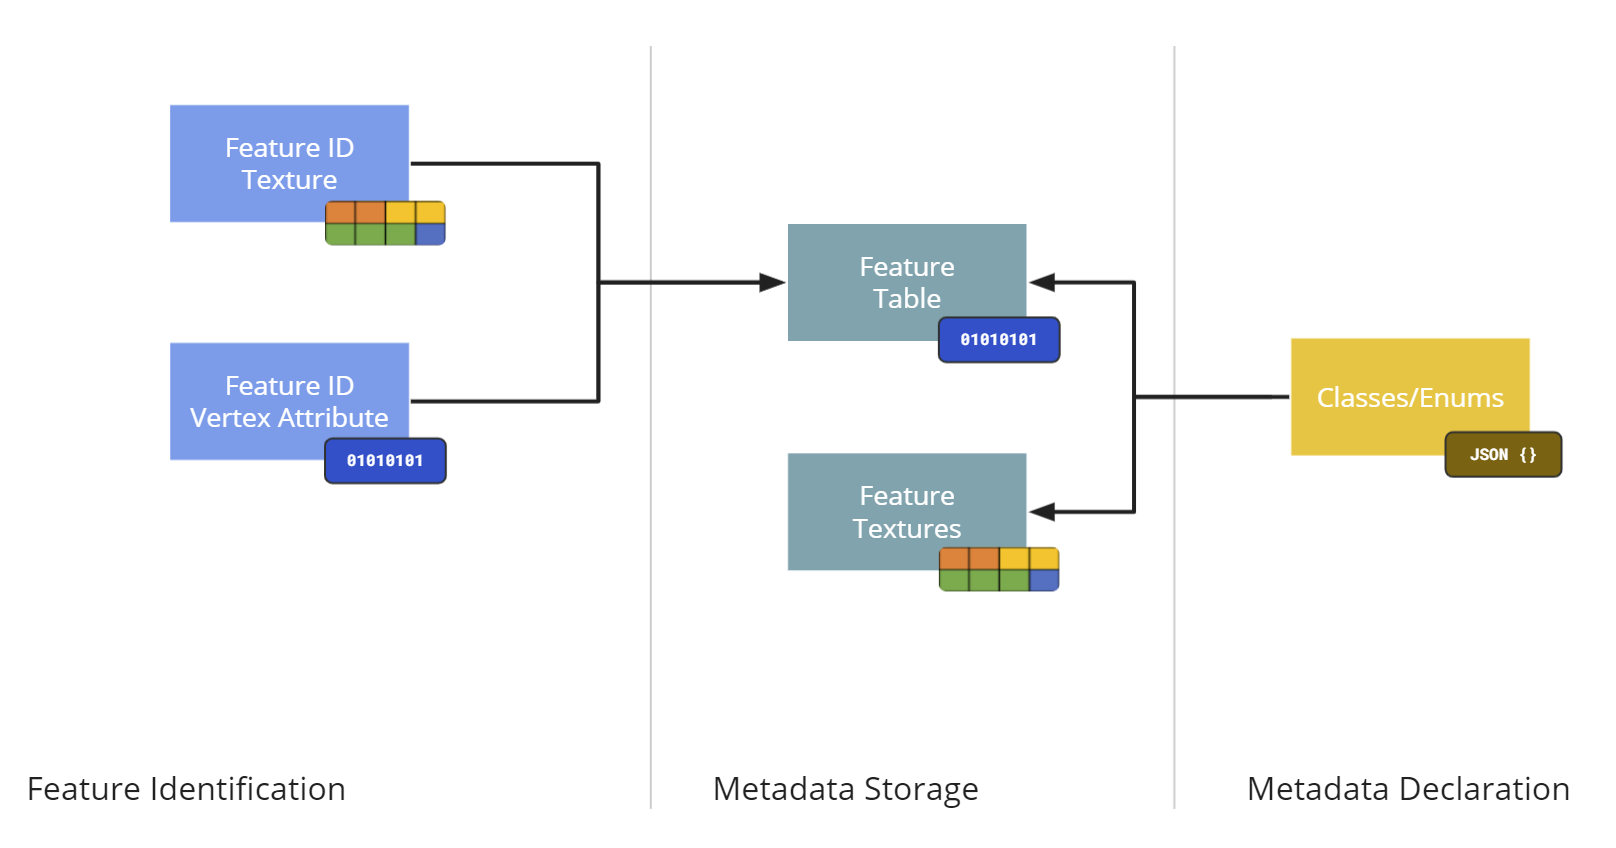 Feature ID
Texture
Feature ID
Vertex Attribute
01010101
Feature
Table
01010101
Feature
Textures
Classes/Enums
JSON {}
Feature Identification
Metadata Storage
Metadata Declaration